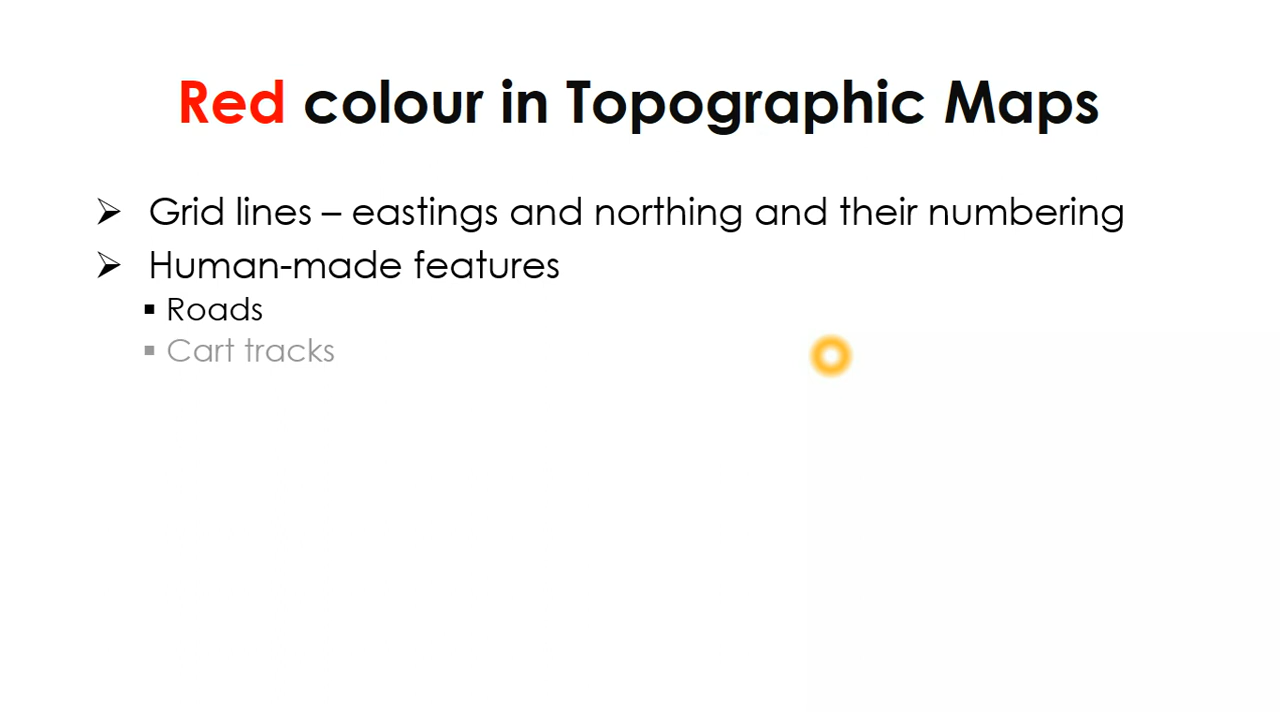 Red colour in Topographic Maps
➢ Grid lines – eastings and northing and their numbering
➢ Human-made features
▪ Roads
▪ Cart tracks